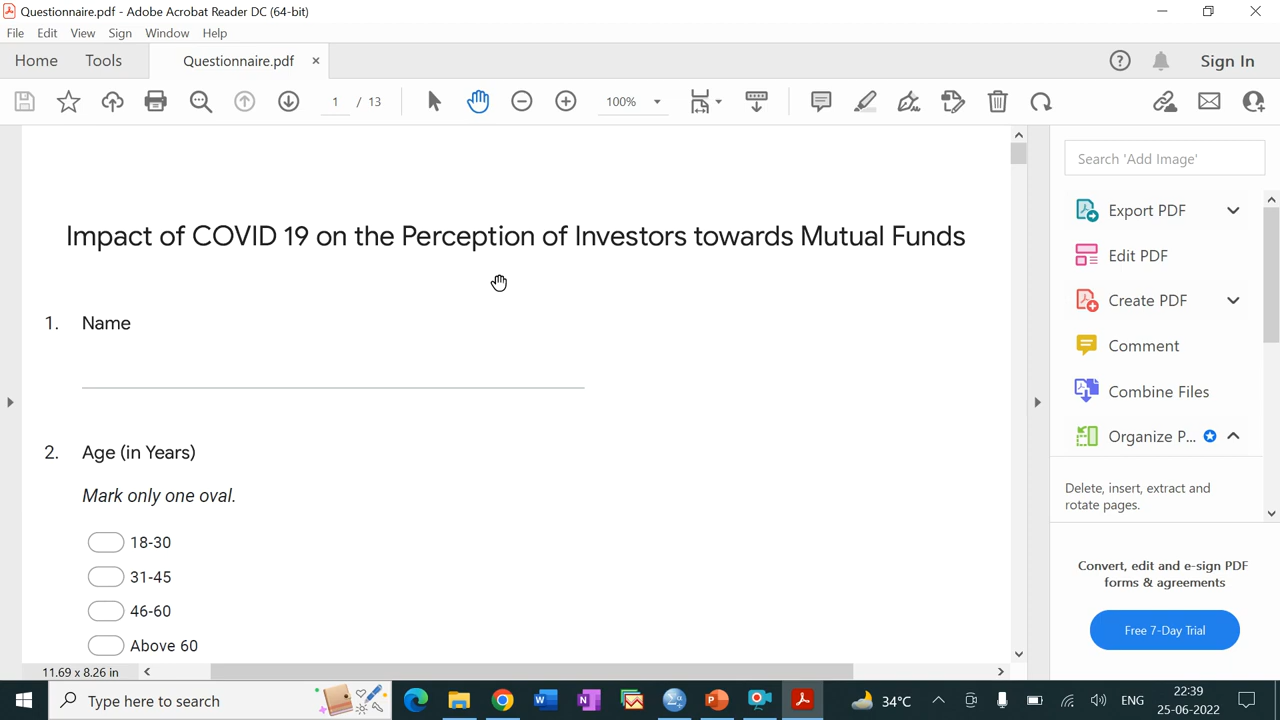 Questionnaire.pdf - Adobe Acrobat Reader DC (64-bit)
File Edit View Sign Window Help
Home Tools Questionnaire.pdf × Sign In
1 / 13 100%
Search 'Add Image'
Impact of COVID 19 on the Perception of Investors towards Mutual Funds
1. Name
2. Age (in Years)
Mark only one oval.
18-30
31-45
46-60
Above 60
Export PDF
Edit PDF
Create PDF
Comment
Combine Files
Organize P...
Delete, insert, extract and
rotate pages.
Convert, edit and e-sign PDF
forms & agreements
Free 7-Day Trial
11.69 x 8.26 in
Type here to search
34°C ENG
22:39
25-06-2022